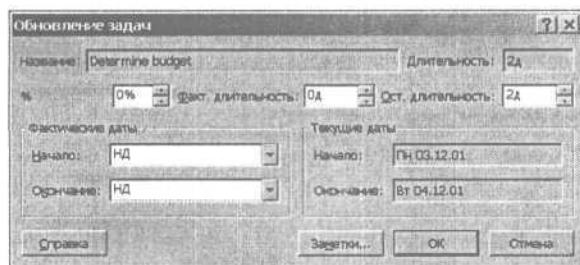 Обновление задач
Название: Determine budget Длительность: 2д
% 0% Факт. длительность: 0д Ост. длительность: 2д
Фактические даты Текущие даты
Начало: НД Начало: Пн 03.12.01
Окончание: НД Окончание: Вт 04.12.01
Справка Заметки... ОК Отмена